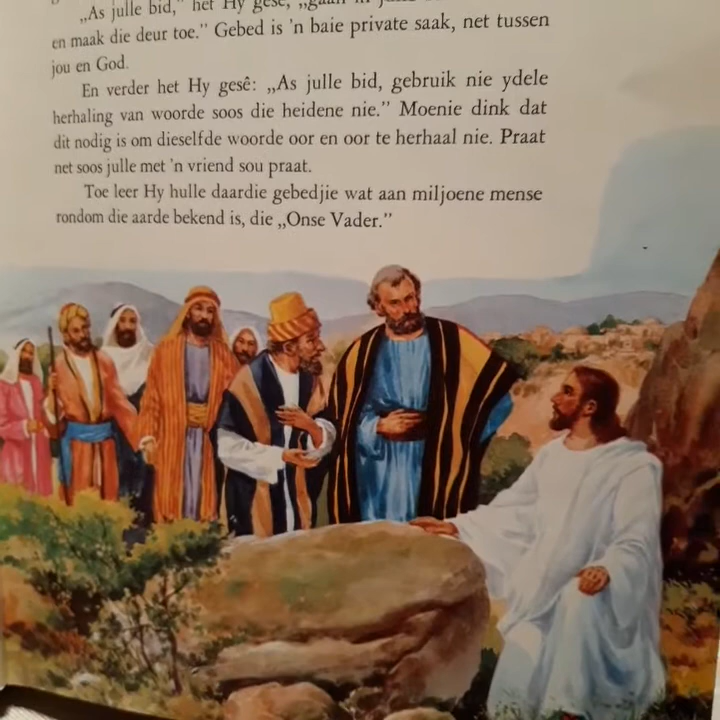 „As julle bid," het Hy gesê, „gaan in
en maak die deur toe." Gebed is 'n baie private saak, net tussen
jou en God.
En verder het Hy gesê: „As julle bid, gebruik nie ydele
herhaling van woorde soos die heidene nie." Moenie dink dat
dit nodig is om dieselfde woorde oor en oor te herhaal nie. Praat
net soos julle met 'n vriend sou praat.
Toe leer Hy hulle daardie gebedjie wat aan miljoene mense
rondom die aarde bekend is, die „Onse Vader."